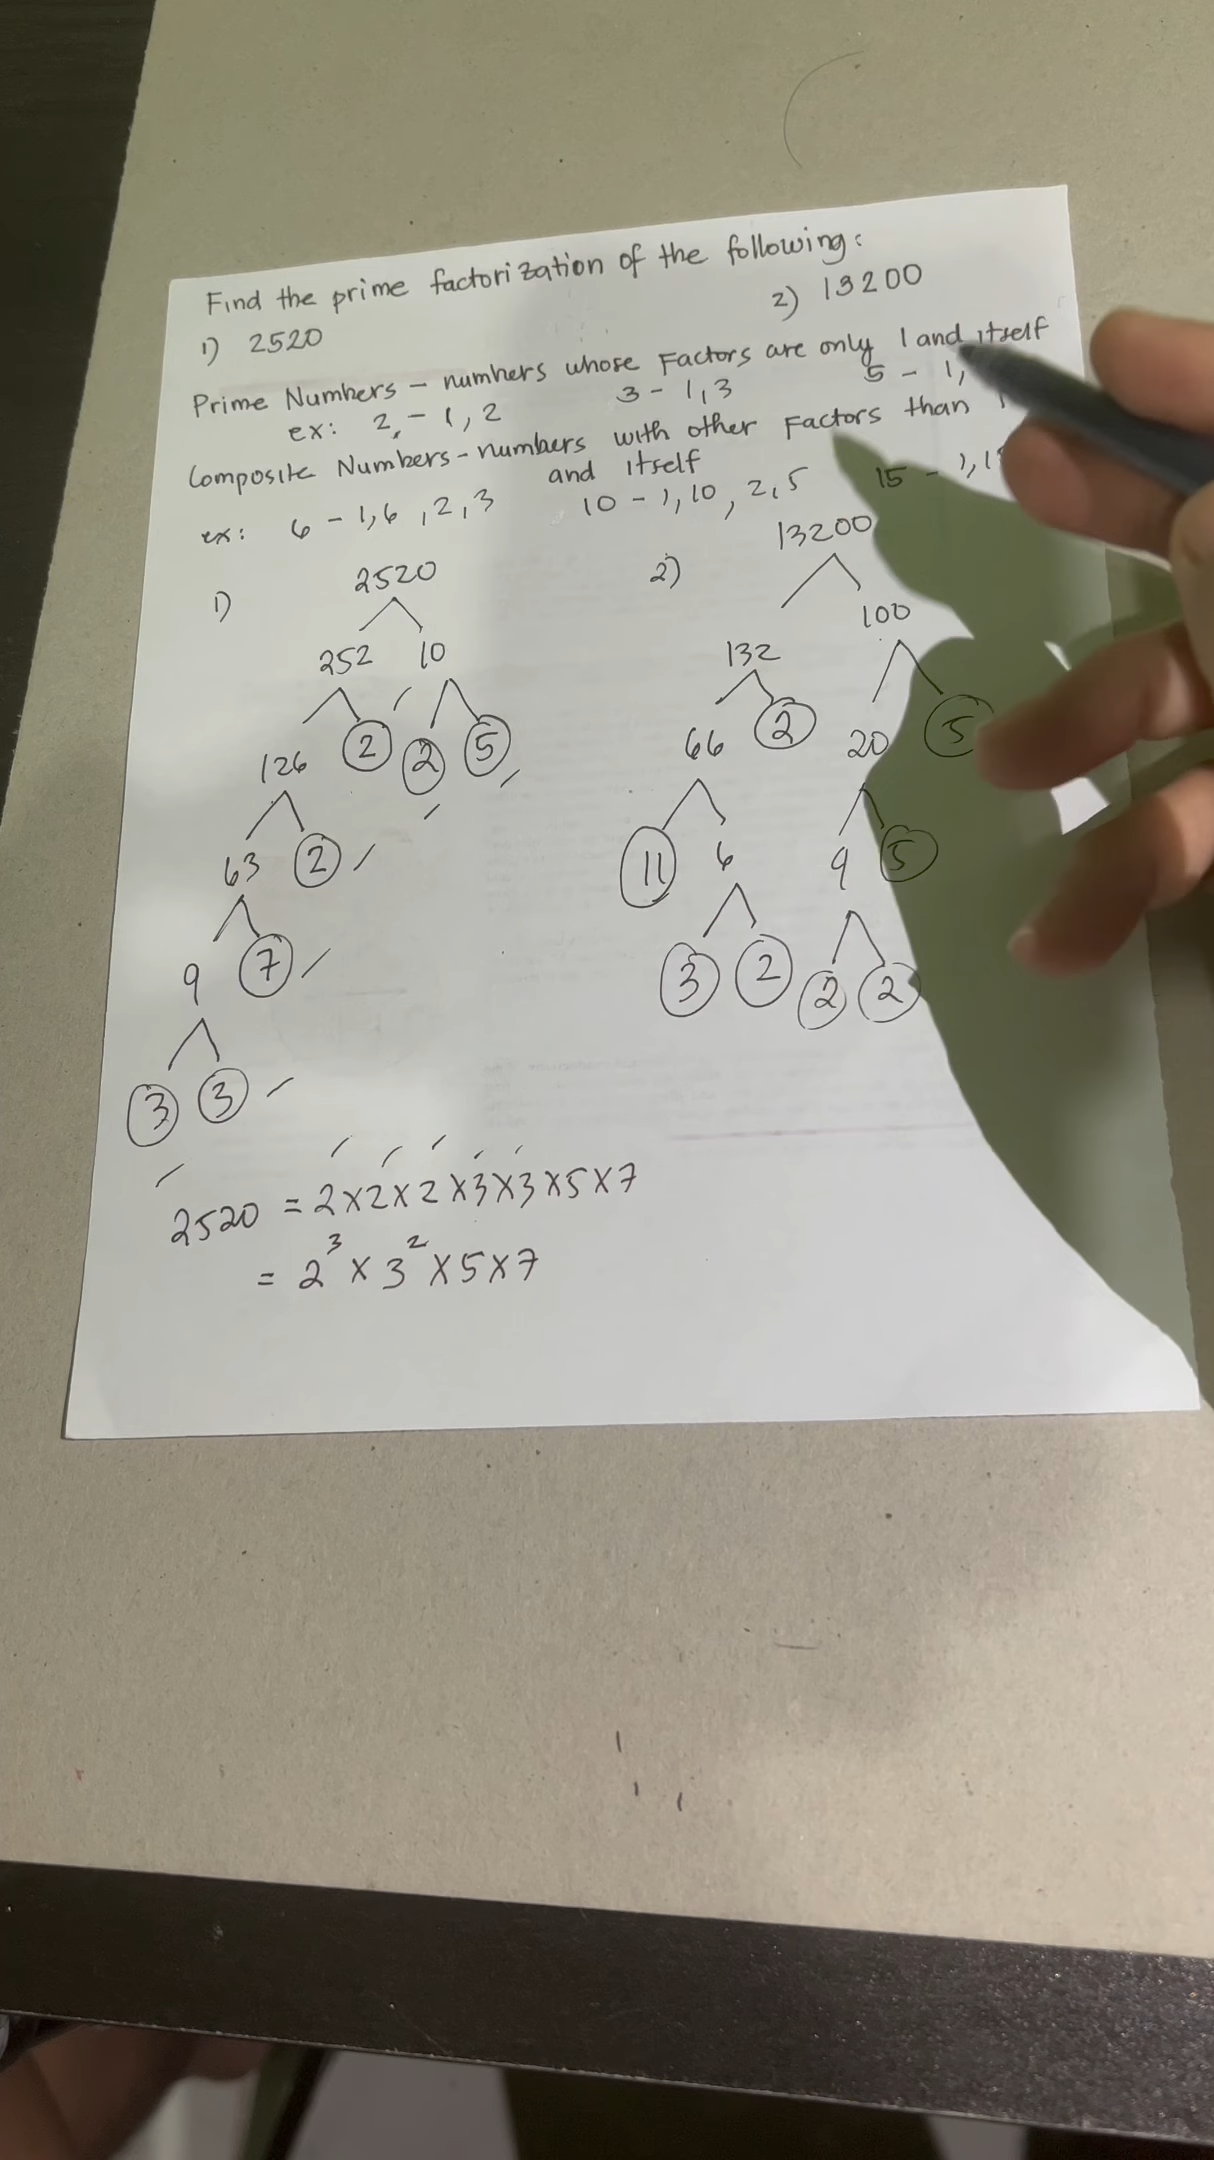 Find the prime factorization of the following:
1) 2520
2) 13200
Prime Numbers - numbers whose Factors are only 1 and itself
ex: 2 - 1, 2
3 - 1, 3
5 - 1,
Composite Numbers - numbers with other Factors than
and itself
ex: 6 - 1, 6, 2, 3
10 - 1, 10, 2, 5
15 - 1,
1)
2520
252 10
126 2 2 5
63 2
9 7
3 3
2)
13200
132 100
66 2 20 5
11 6 9 5
3 2 2 2
2520 = 2 x 2 x 2 x 3 x 3 x 5 x 7
= 2³ x 3² x 5 x 7